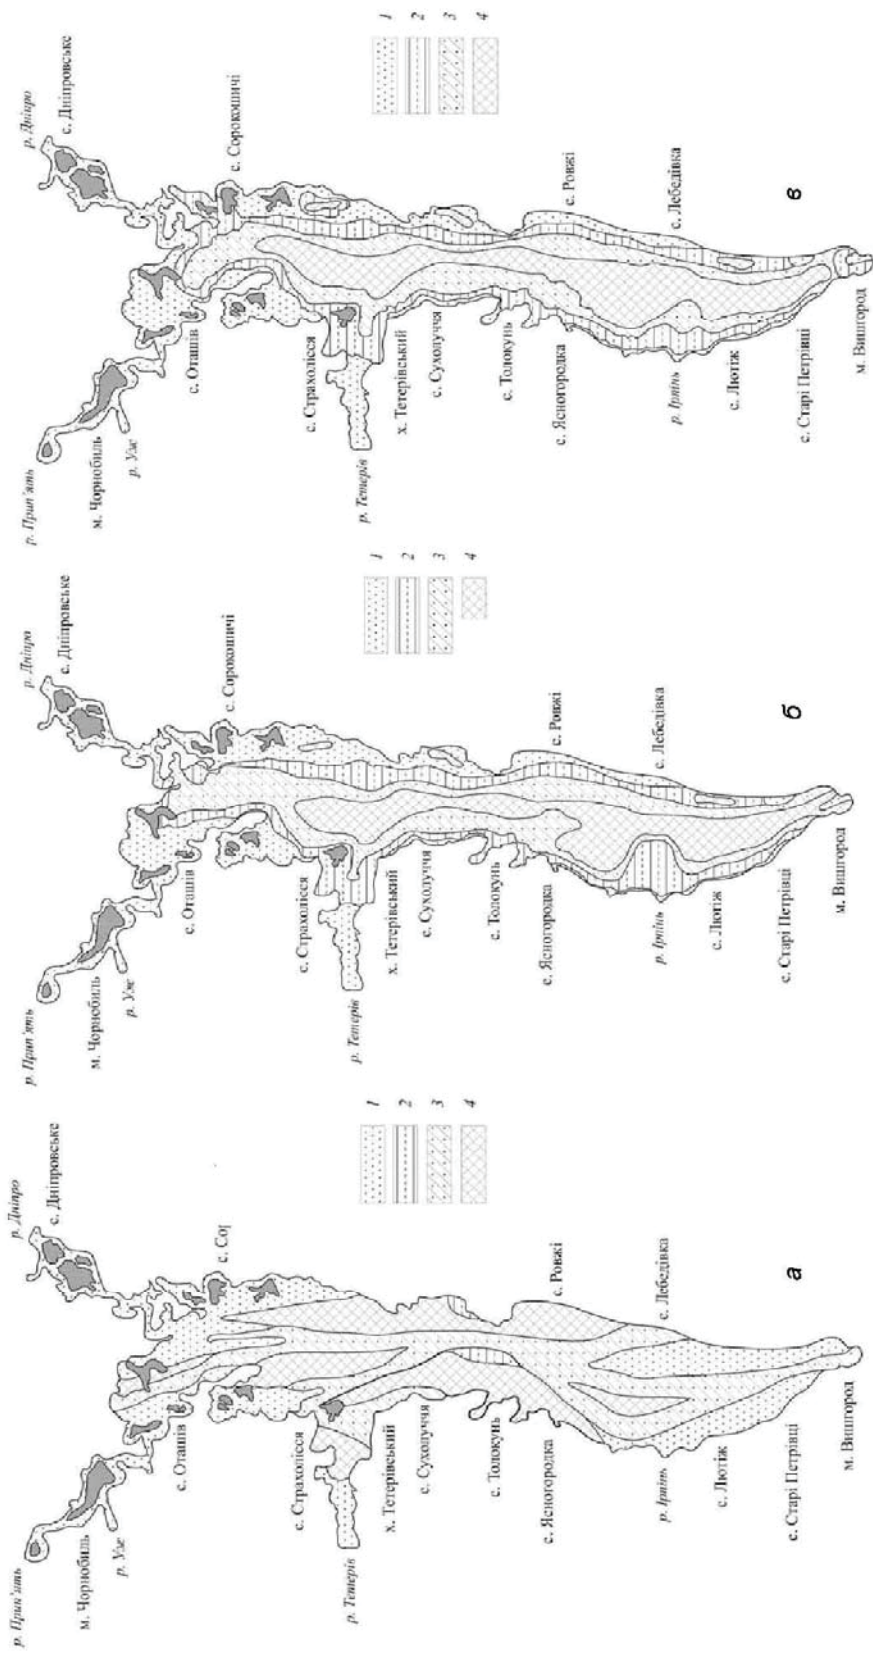 р. Прип'ять
м. Чорнобиль
р. Уж
р. Дніпро
с. Дніпровське
с. Оташів
с. Со
с. Страхолісся
р. Тетерів
х. Тетерівський
с. Сухолуччя
с. Толокунь
с. Ясногородка
с. Ровжі
р. Ірпінь
с. Лебедівка
с. Лютіж
с. Старі Петрівці
м. Вишгород
а
1
2
3
4
р. Прип'ять
м. Чорнобиль
р. Уж
р. Дніпро
с. Дніпровське
с. Оташів
с. Сорокошичі
с. Страхолісся
р. Тетерів
х. Тетерівський
с. Сухолуччя
с. Толокунь
с. Ясногородка
с. Ровжі
р. Ірпінь
с. Лебедівка
с. Лютіж
с. Старі Петрівці
м. Вишгород
б
1
2
3
4
р. Прип'ять
м. Чорнобиль
р. Уж
р. Дніпро
с. Дніпровське
с. Оташів
с. Сорокошичі
с. Страхолісся
р. Тетерів
х. Тетерівський
с. Сухолуччя
с. Толокунь
с. Ясногородка
с. Ровжі
р. Ірпінь
с. Лебедівка
с. Лютіж
с. Старі Петрівці
м. Вишгород
в
1
2
3
4